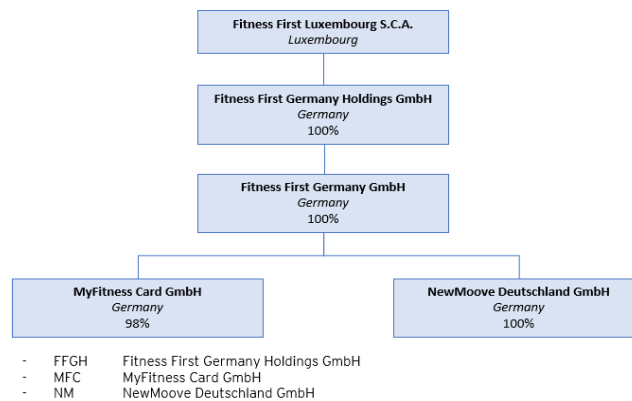 Fitness First Luxembourg S.C.A.
Luxembourg
Fitness First Germany Holdings GmbH
Germany
100%
Fitness First Germany GmbH
Germany
100%
MyFitness Card GmbH
Germany
98%
NewMoove Deutschland GmbH
Germany
100%
- FFGH Fitness First Germany Holdings GmbH
- MFC MyFitness Card GmbH
- NM NewMoove Deutschland GmbH